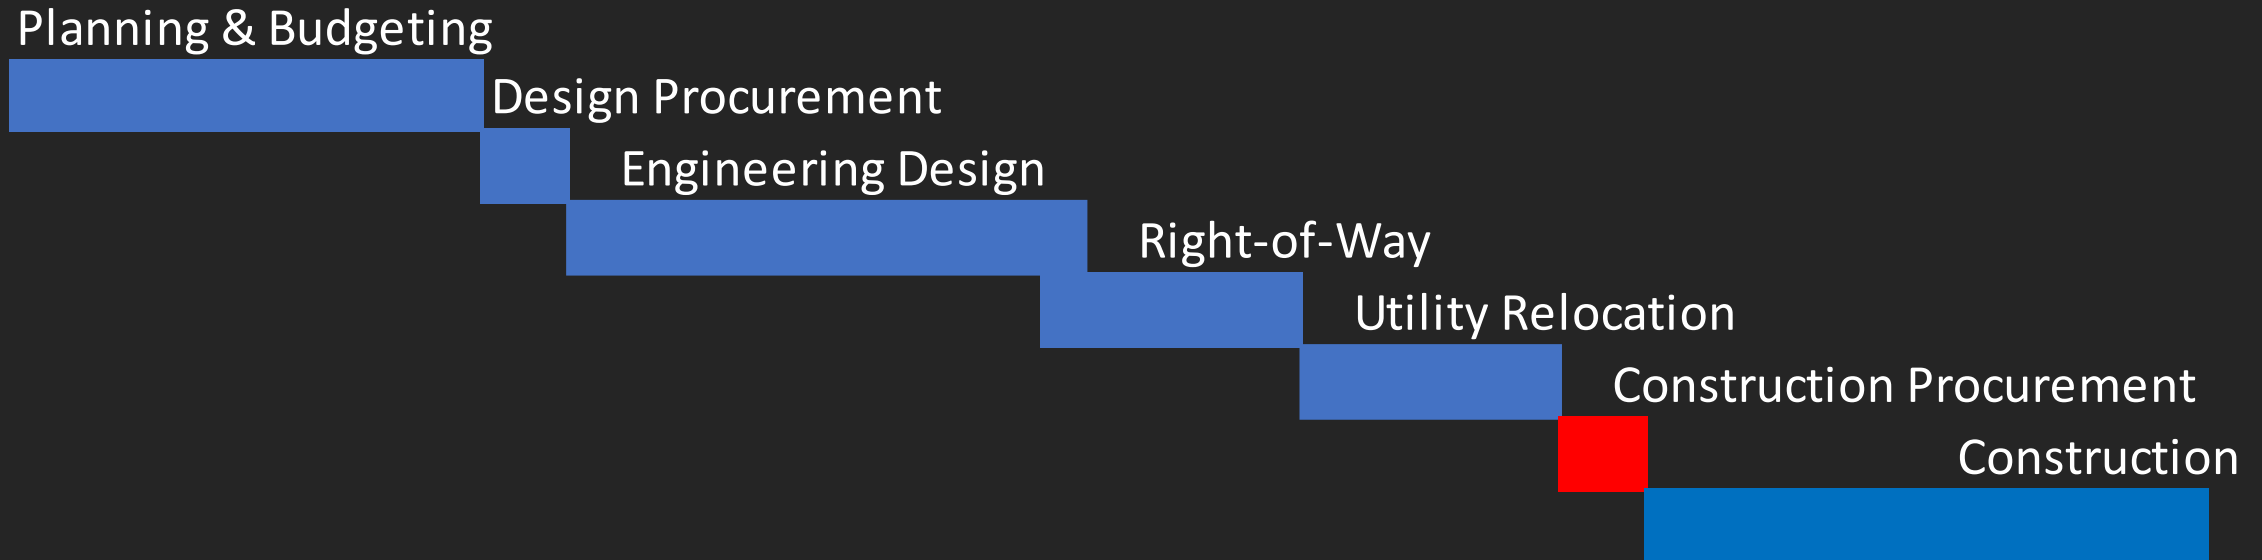 Planning & Budgeting
Design Procurement
Engineering Design
Right-of-Way
Utility Relocation
Construction Procurement
Construction